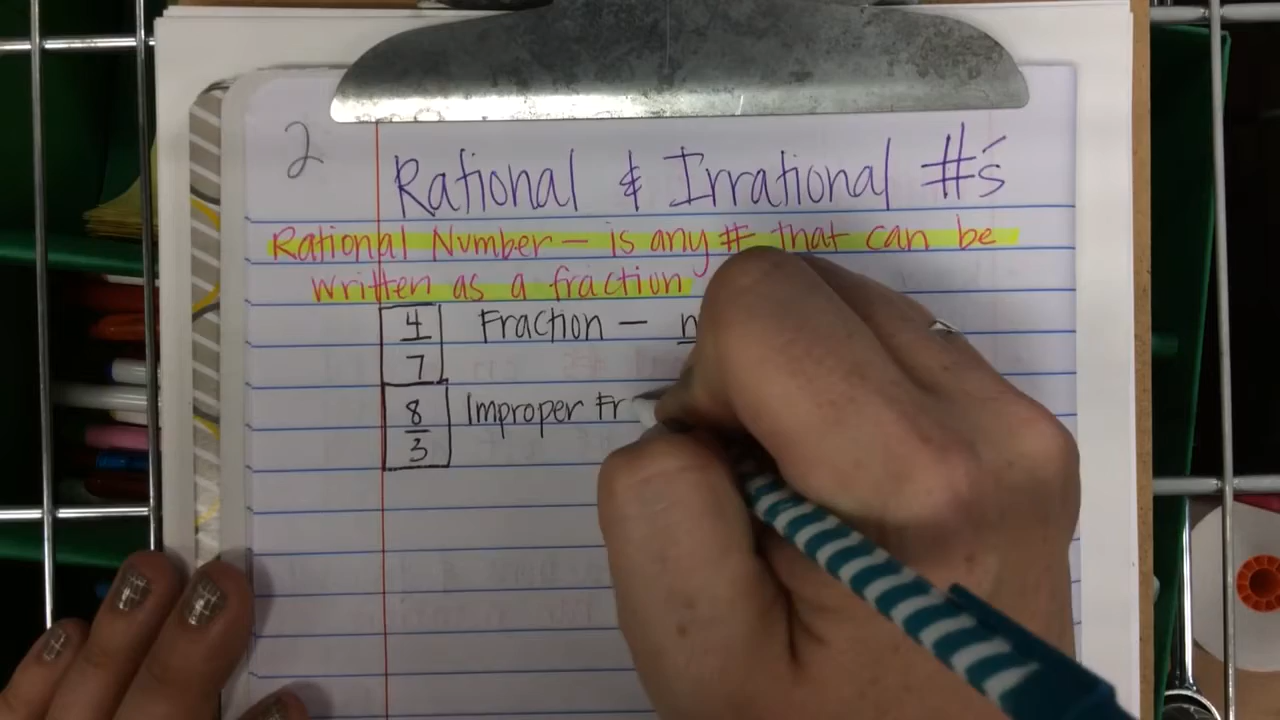 2
Rational & Irrational #'s
Rational Number – is any # that can be
written as a fraction
4/7 Fraction – n
8/3 Improper Fr